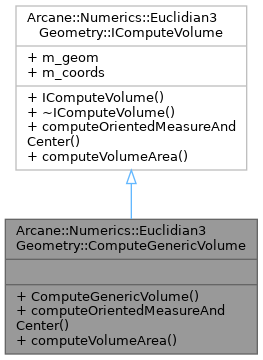 Arcane::Numerics::Euclidian3
Geometry::IComputeVolume
+ m_geom
+ m_coords
+ IComputeVolume()
+ ~IComputeVolume()
+ computeOrientedMeasureAnd
Center()
+ computeVolumeArea()
Arcane::Numerics::Euclidian3
Geometry::ComputeGenericVolume
+ ComputeGenericVolume()
+ computeOrientedMeasureAnd
Center()
+ computeVolumeArea()